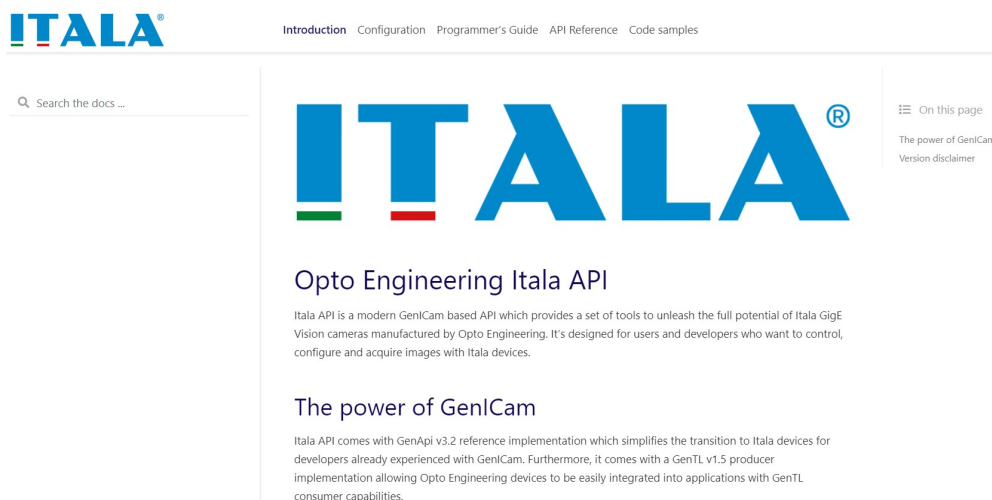 ITALA®
Introduction Configuration Programmer's Guide API Reference Code samples
Search the docs ...
ITALA®
On this page
The power of GenICam
Version disclaimer
Opto Engineering Itala API
Itala API is a modern GenICam based API which provides a set of tools to unleash the full potential of Itala GigE
Vision cameras manufactured by Opto Engineering. It's designed for users and developers who want to control,
configure and acquire images with Itala devices.
The power of GenICam
Itala API comes with GenApi v3.2 reference implementation which simplifies the transition to Itala devices for
developers already experienced with GenICam. Furthermore, it comes with a GenTL v1.5 producer
implementation allowing Opto Engineering devices to be easily integrated into applications with GenTL
consumer capabilities.